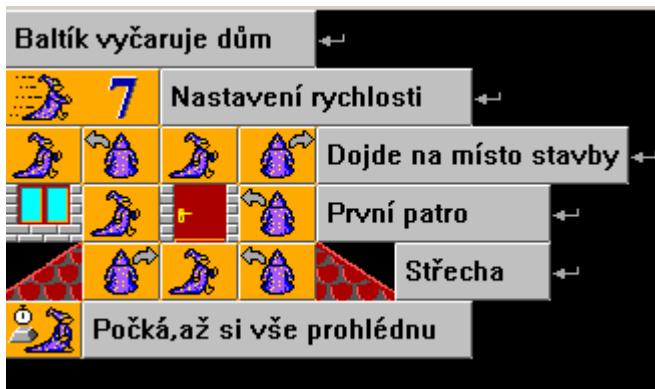 Baltík vyčaruje dům
7 Nastavení rychlosti
Dojde na místo stavby
První patro
Střecha
Počká,až si vše prohlédnu